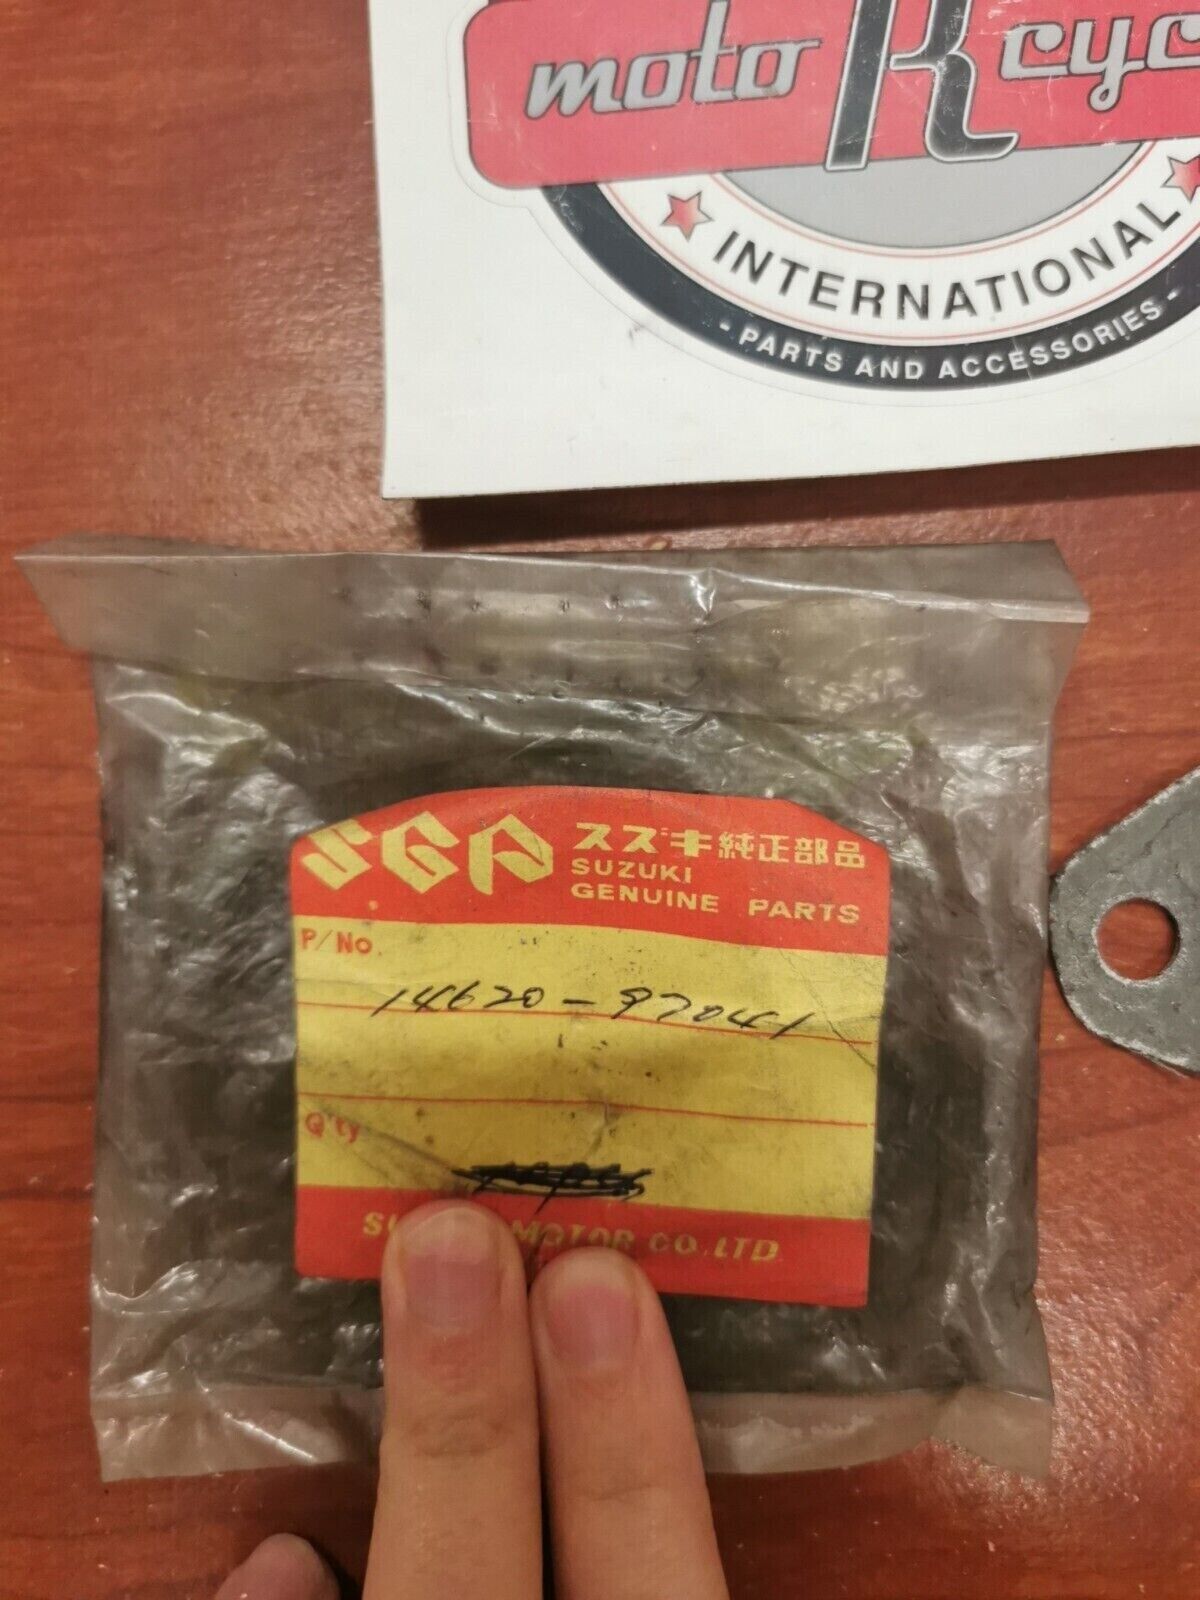 moto R cyc
INTERNATIONAL
- PARTS AND ACCESSORIES -
SGP スズキ純正部品
SUZUKI
GENUINE PARTS
P/No.
14620-97041
Q'ty
MOTOR CO.,LTD.